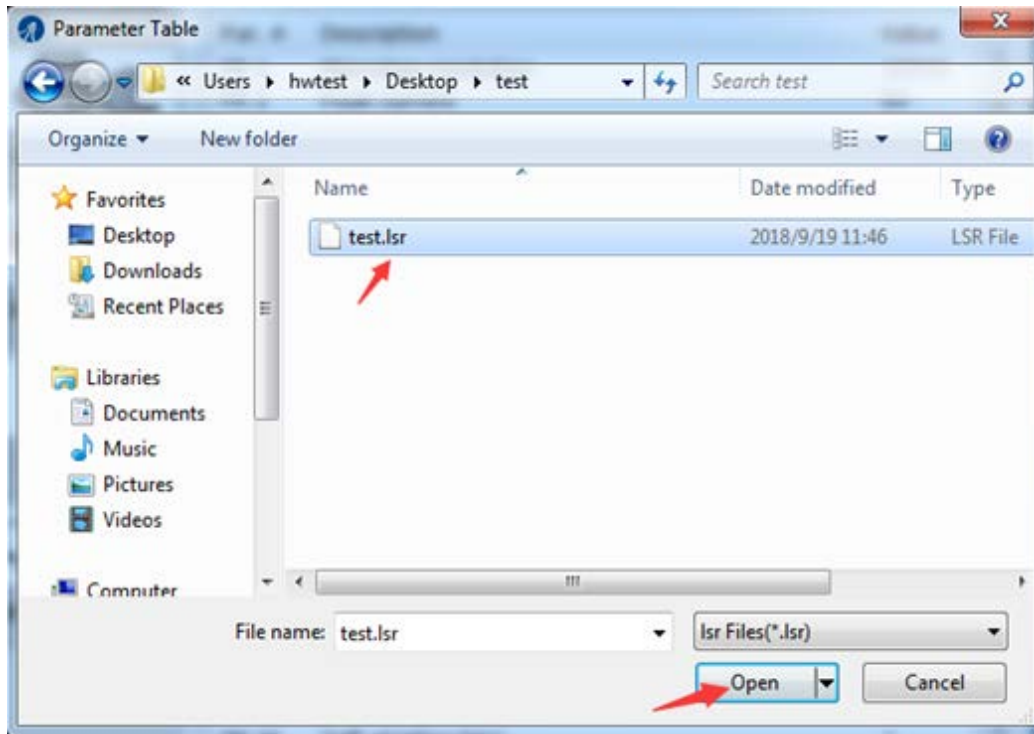 Parameter Table
« Users ▸ hwtest ▸ Desktop ▸ test
Search test
Organize
New folder
Name
Date modified
Type
Favorites
Desktop
Downloads
Recent Places
Libraries
Documents
Music
Pictures
Videos
Computer
test.lsr
2018/9/19 11:46
LSR File
File name:
test.lsr
lsr Files(*.lsr)
Open
Cancel